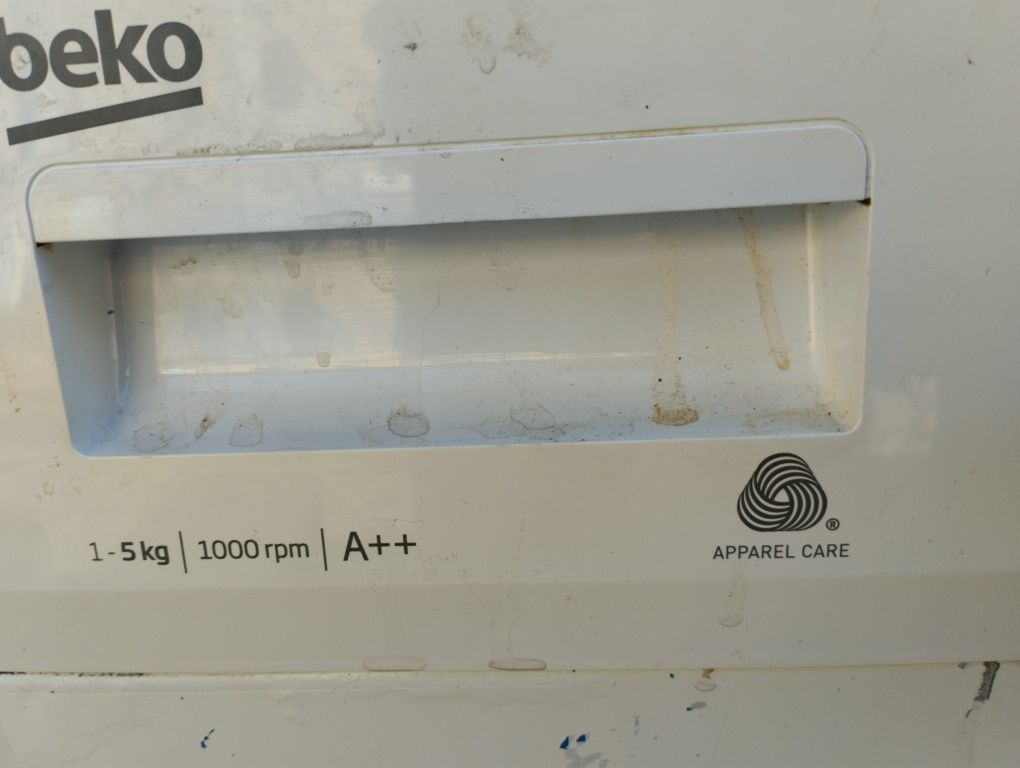 beko
1-5kg | 1000 rpm | A++
®
APPAREL CARE